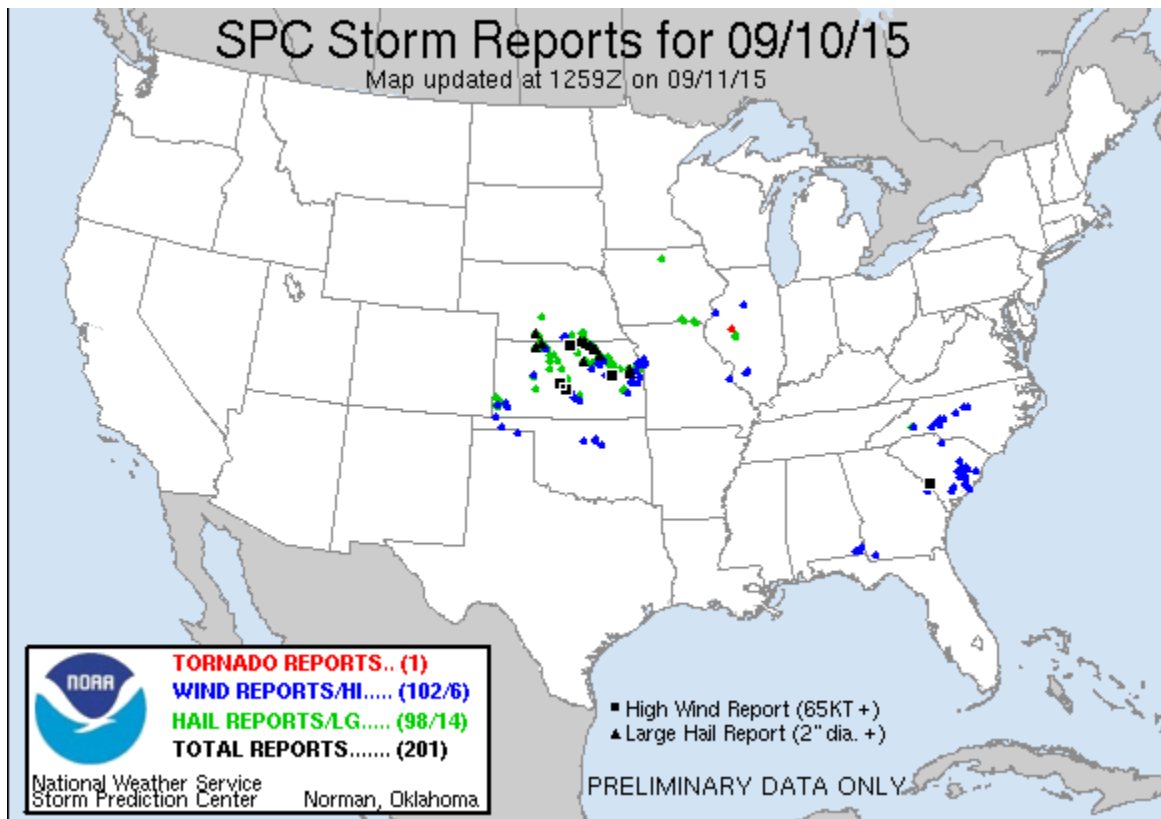 SPC Storm Reports for 09/10/15
Map updated at 1259Z on 09/11/15
NOAA
TORNADO REPORTS.. (1)
WIND REPORTS/HI..... (102/6)
HAIL REPORTS/LG..... (98/14)
TOTAL REPORTS....... (201)
National Weather Service
Storm Prediction Center Norman, Oklahoma
High Wind Report (65KT +)
Large Hail Report (2" dia. +)
PRELIMINARY DATA ONLY